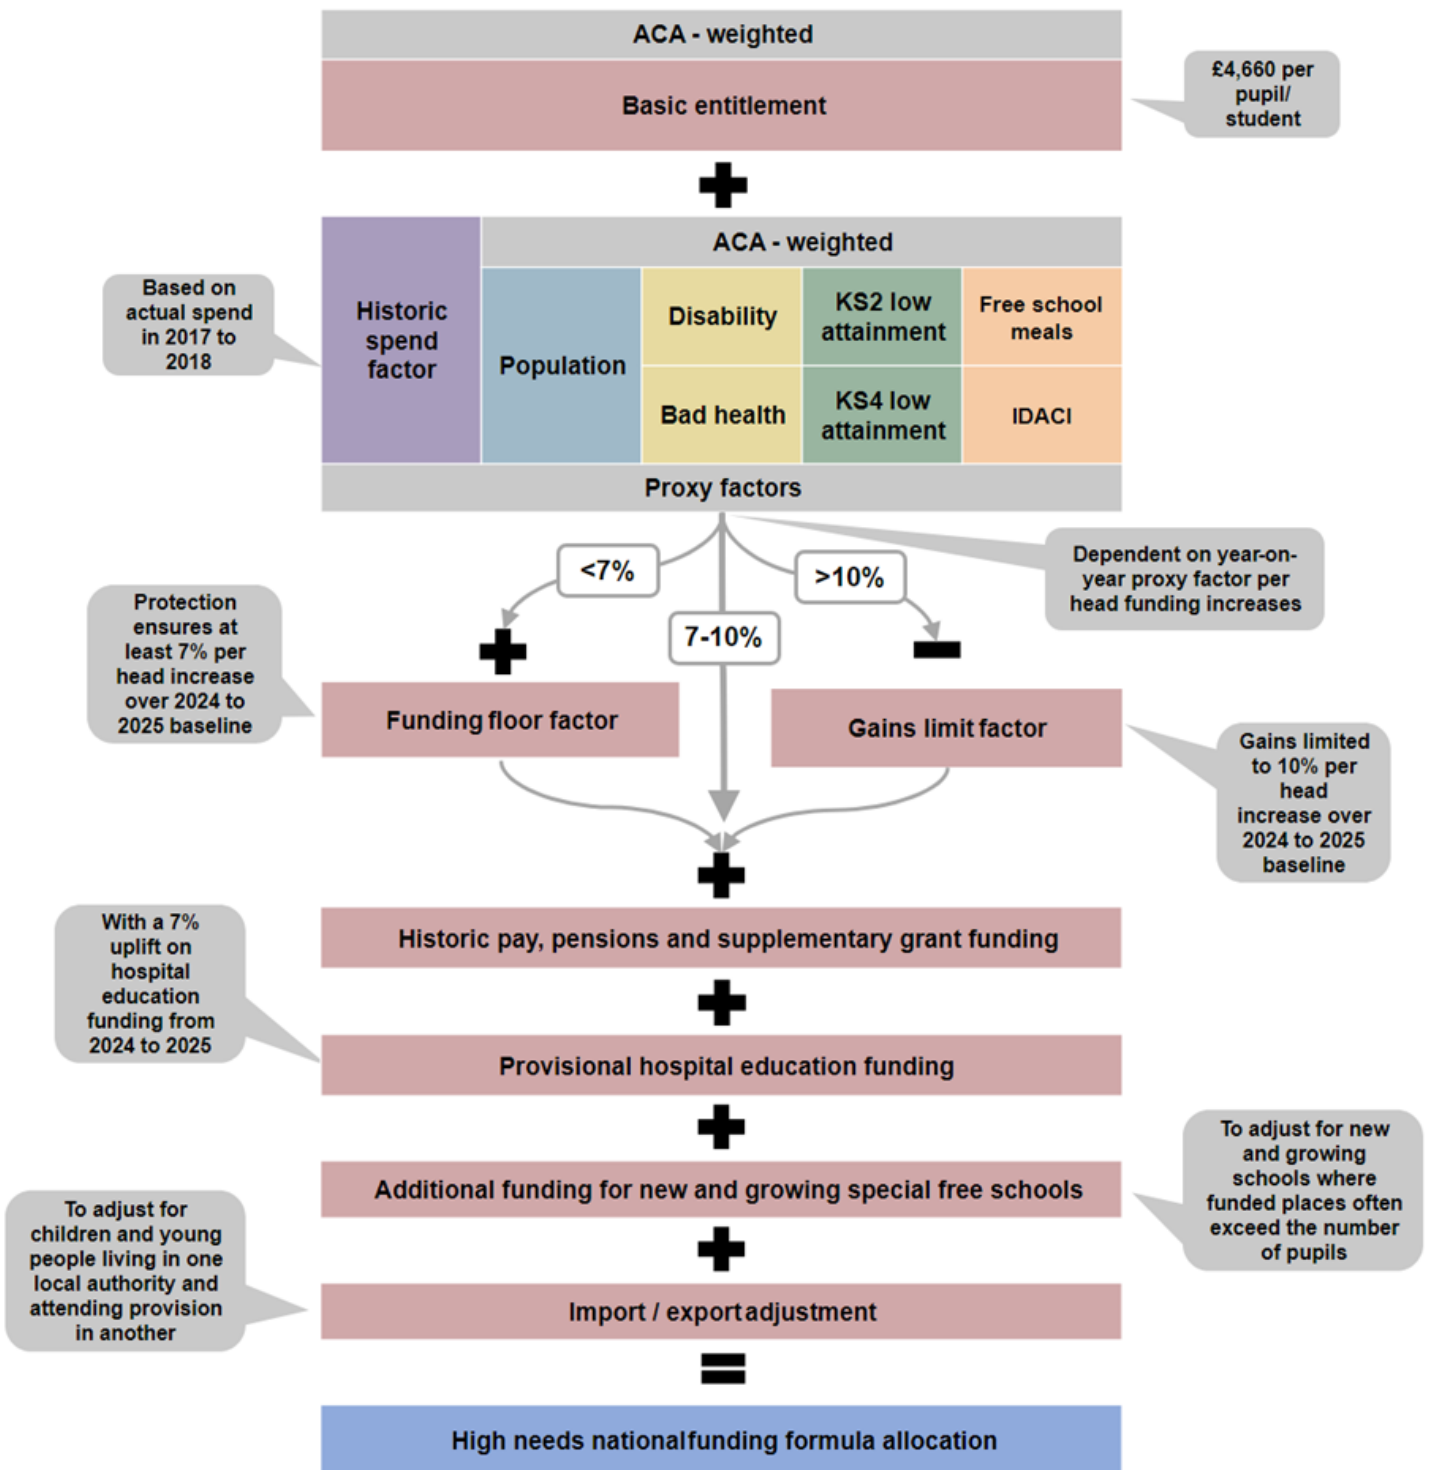 ACA - weighted
Basic entitlement
£4,660 per
pupil/
student
Based on
actual spend
in 2017 to
2018
Historic
spend
factor
ACA - weighted
Population
Disability
Bad health
KS2 low
attainment
KS4 low
attainment
Free school
meals
IDACI
Proxy factors
<7%
7-10%
>10%
Dependent on year-on-
year proxy factor per
head funding increases
Protection
ensures at
least 7% per
head increase
over 2024 to
2025 baseline
Funding floor factor
Gains limit factor
Gains limited
to 10% per
head
increase over
2024 to 2025
baseline
Historic pay, pensions and supplementary grant funding
With a 7%
uplift on
hospital
education
funding from
2024 to 2025
Provisional hospital education funding
Additional funding for new and growing special free schools
To adjust for new
and growing
schools where
funded places often
exceed the number
of pupils
To adjust for
children and young
people living in one
local authority and
attending provision
in another
Import / export adjustment
High needs national funding formula allocation